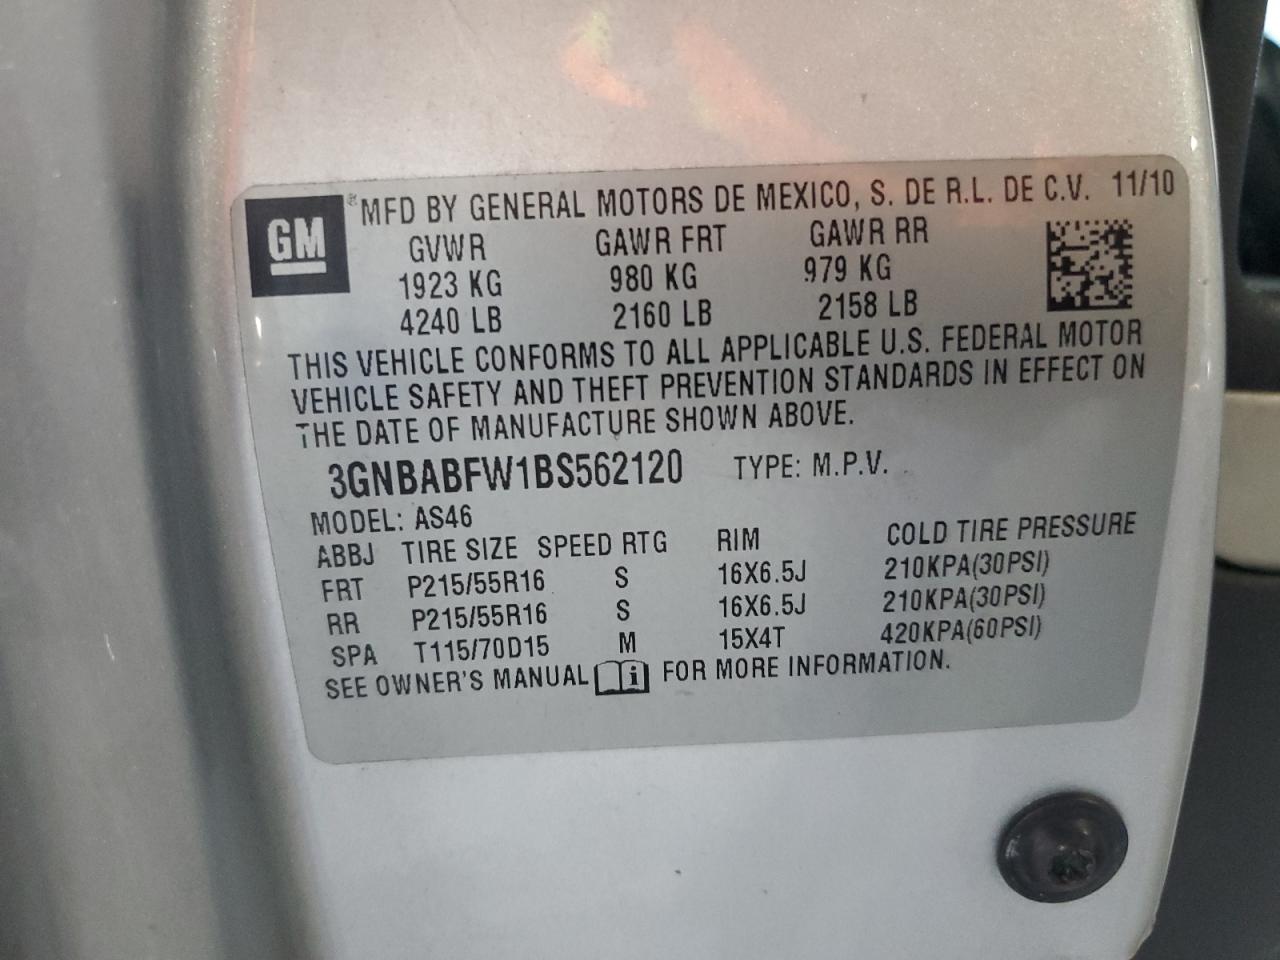 GM ® MFD BY GENERAL MOTORS DE MEXICO, S. DE R.L. DE C.V. 11/10
GVWR GAWR FRT GAWR RR
1923 KG 980 KG 979 KG
4240 LB 2160 LB 2158 LB
THIS VEHICLE CONFORMS TO ALL APPLICABLE U.S. FEDERAL MOTOR
VEHICLE SAFETY AND THEFT PREVENTION STANDARDS IN EFFECT ON
THE DATE OF MANUFACTURE SHOWN ABOVE.
3GNBABFW1BS562120 TYPE: M.P.V.
MODEL: AS46
ABBJ TIRE SIZE SPEED RTG RIM COLD TIRE PRESSURE
FRT P215/55R16 S 16X6.5J 210KPA(30PSI)
RR P215/55R16 S 16X6.5J 210KPA(30PSI)
SPA T115/70D15 M 15X4T 420KPA(60PSI)
SEE OWNER'S MANUAL i FOR MORE INFORMATION.